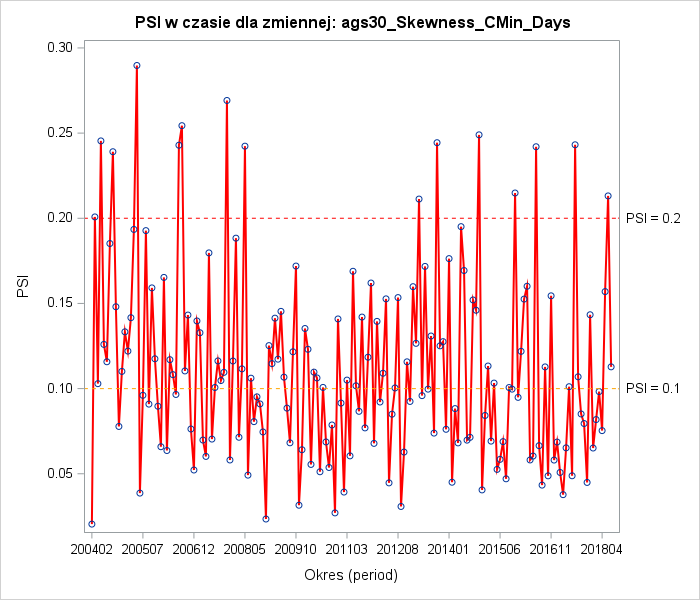 PSI w czasie dla zmiennej: ags30_Skewness_CMin_Days
0.30
0.25
0.20
0.15
0.10
0.05
PSI
PSI = 0.2
PSI = 0.1
200402 200507 200612 200805 200910 201103 201208 201401 201506 201611 201804
Okres (period)